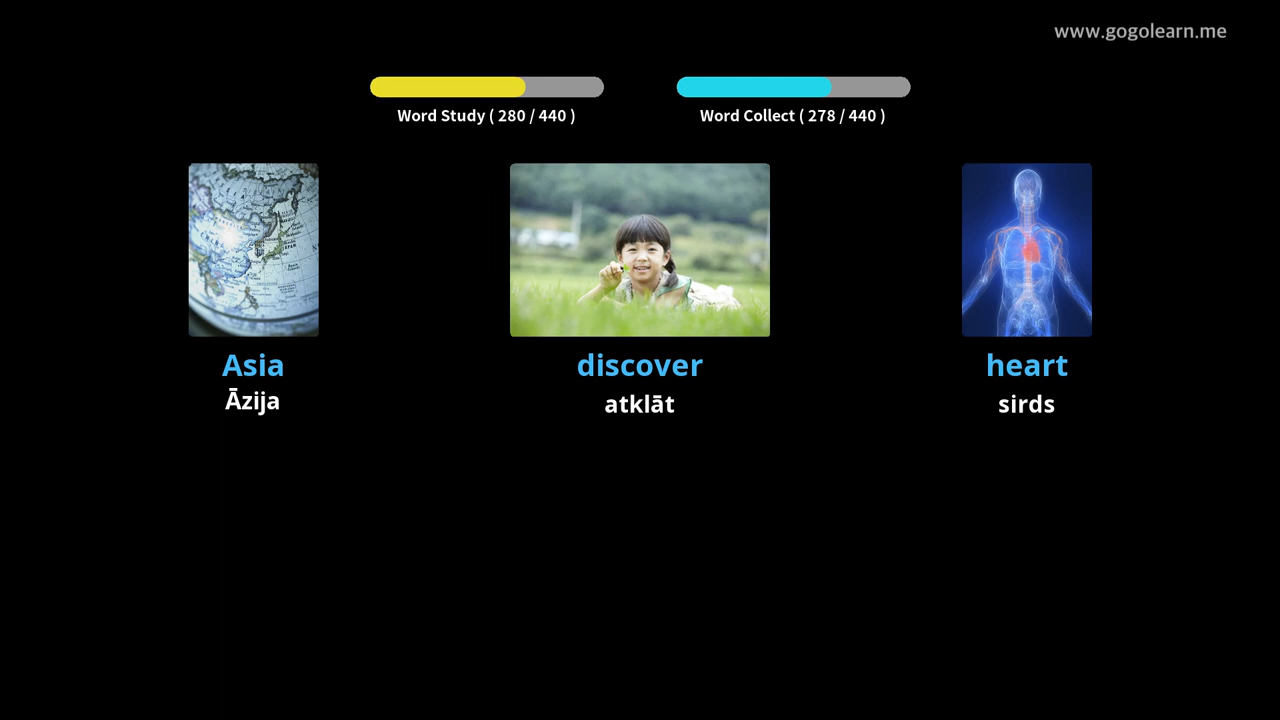 www.gogolearn.me
Word Study ( 280 / 440 )
Word Collect ( 278 / 440 )
Asia
discover
heart
Āzija
atklāt
sirds